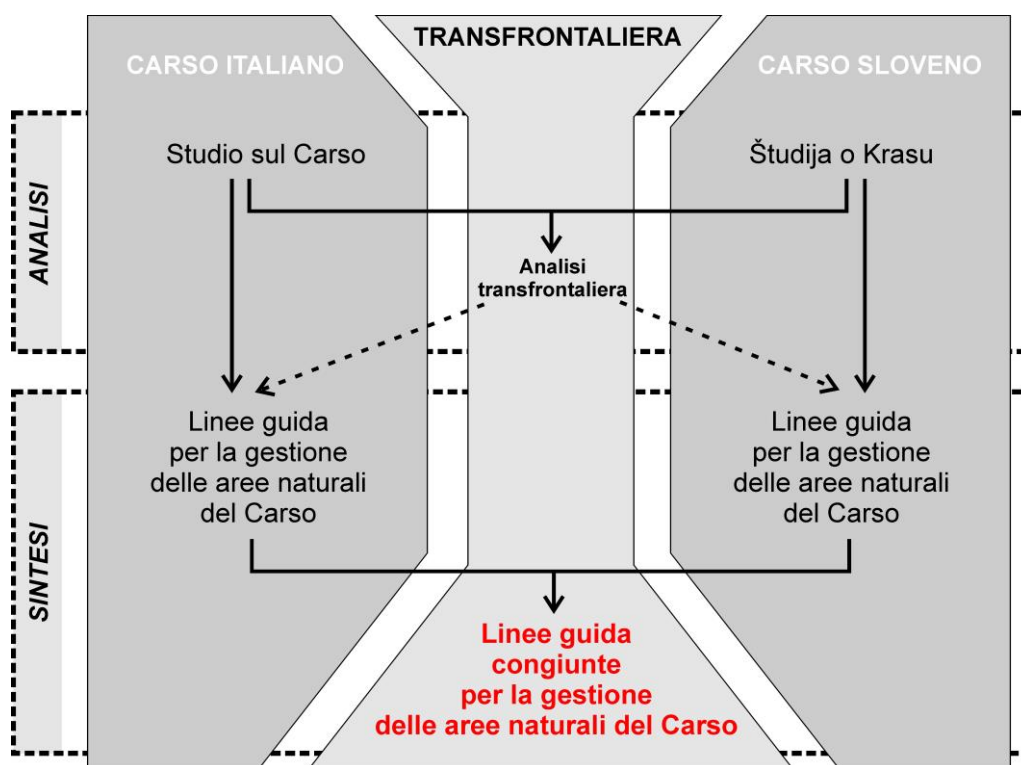 TRANSFRONTALIERA
CARSO ITALIANO
CARSO SLOVENO
ANALISI
Studio sul Carso
Študija o Krasu
Analisi
transfrontaliera
SINTESI
Linee guida
per la gestione
delle aree naturali
del Carso
Linee guida
per la gestione
delle aree naturali
del Carso
Linee guida
congiunte
per la gestione
delle aree naturali del Carso